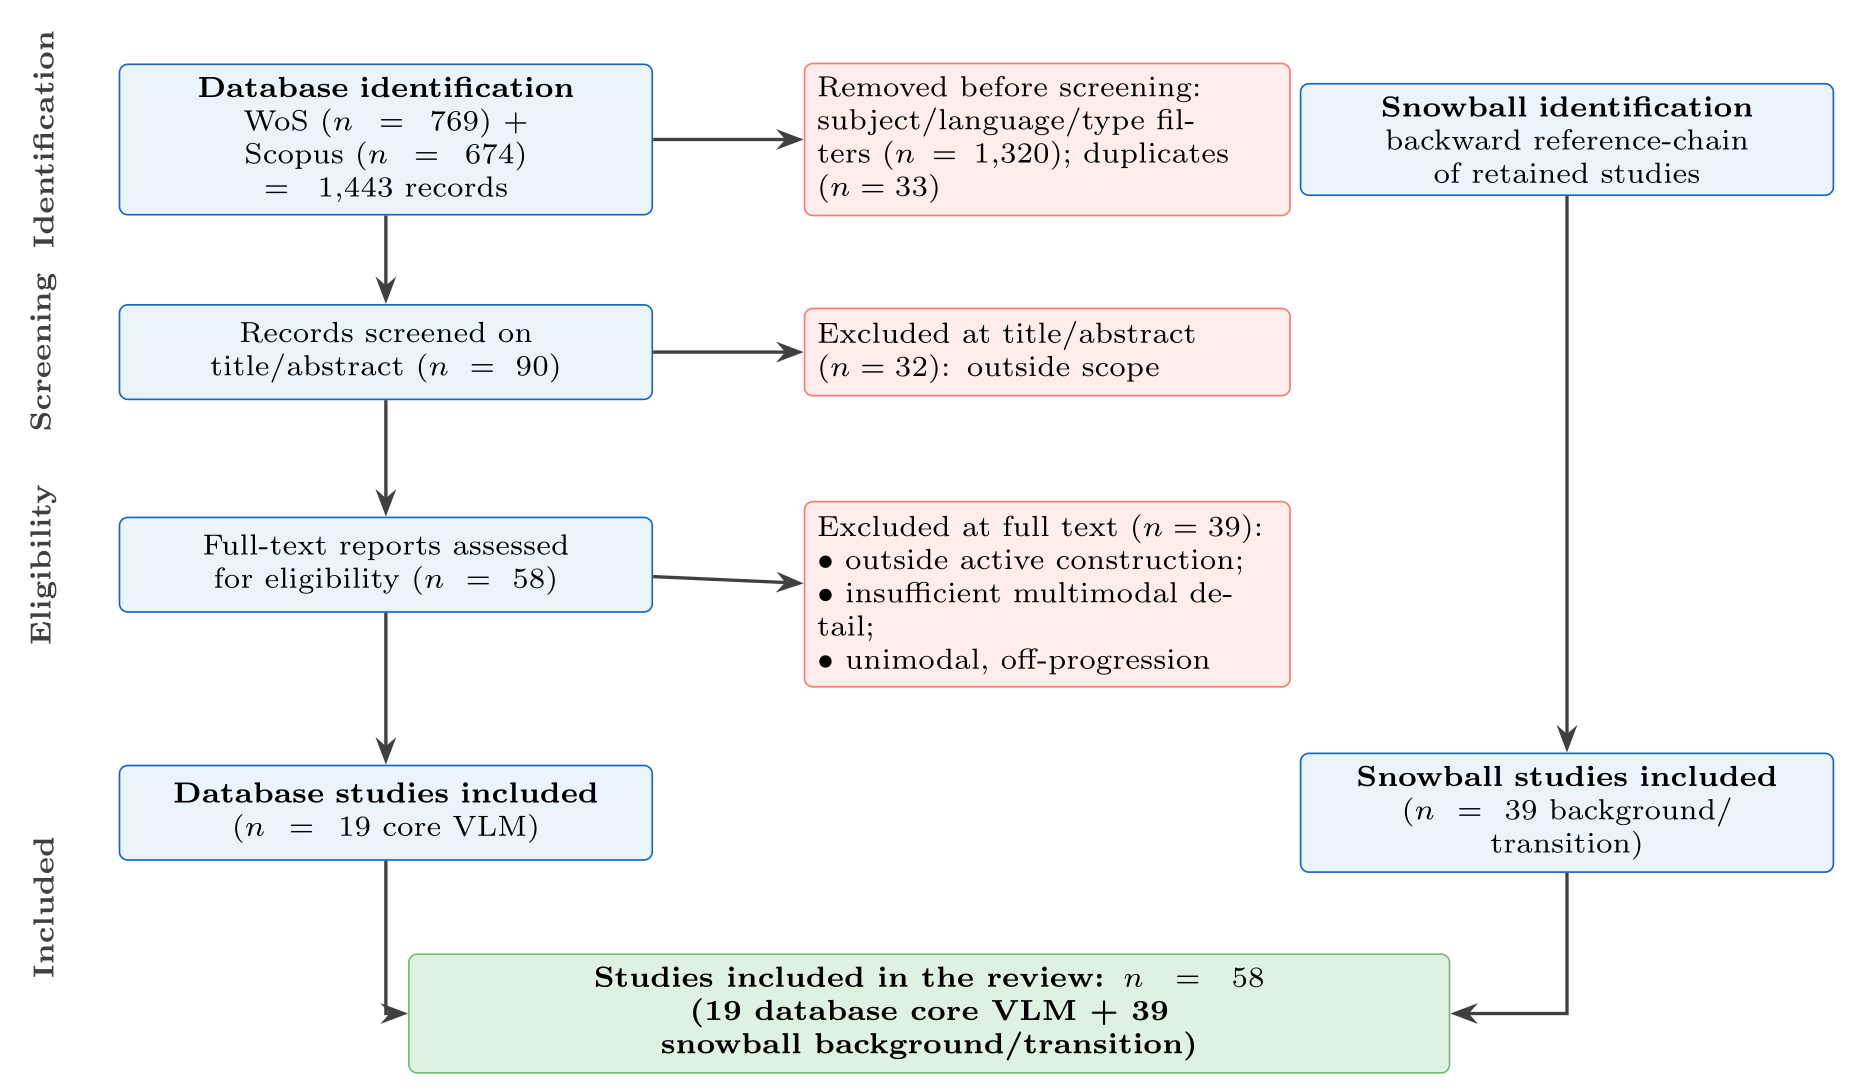 Identification
Database identification
WoS (n = 769) +
Scopus (n = 674)
= 1,443 records
Removed before screening:
subject/language/type fil-
ters (n = 1,320); duplicates
(n = 33)
Snowball identification
backward reference-chain
of retained studies
Screening
Records screened on
title/abstract (n = 90)
Excluded at title/abstract
(n = 32): outside scope
Eligibility
Full-text reports assessed
for eligibility (n = 58)
Excluded at full text (n = 39):
• outside active construction;
• insufficient multimodal de-
tail;
• unimodal, off-progression
Included
Database studies included
(n = 19 core VLM)
Snowball studies included
(n = 39 background/
transition)
Studies included in the review: n = 58
(19 database core VLM + 39
snowball background/transition)